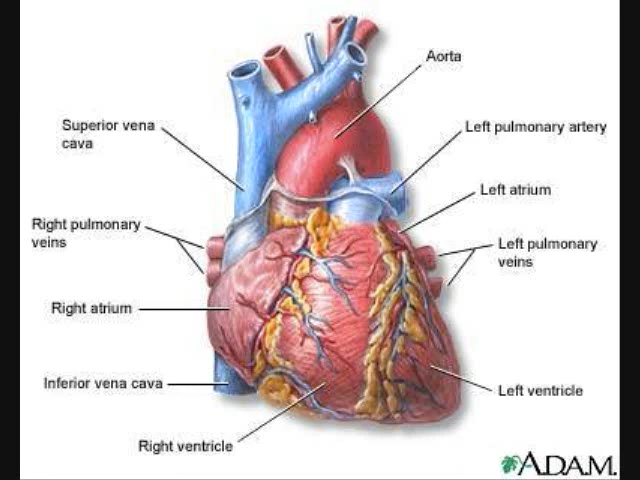 Aorta
Superior vena
cava
Left pulmonary artery
Left atrium
Right pulmonary
veins
Left pulmonary
veins
Right atrium
Inferior vena cava
Left ventricle
Right ventricle
A.D.A.M.